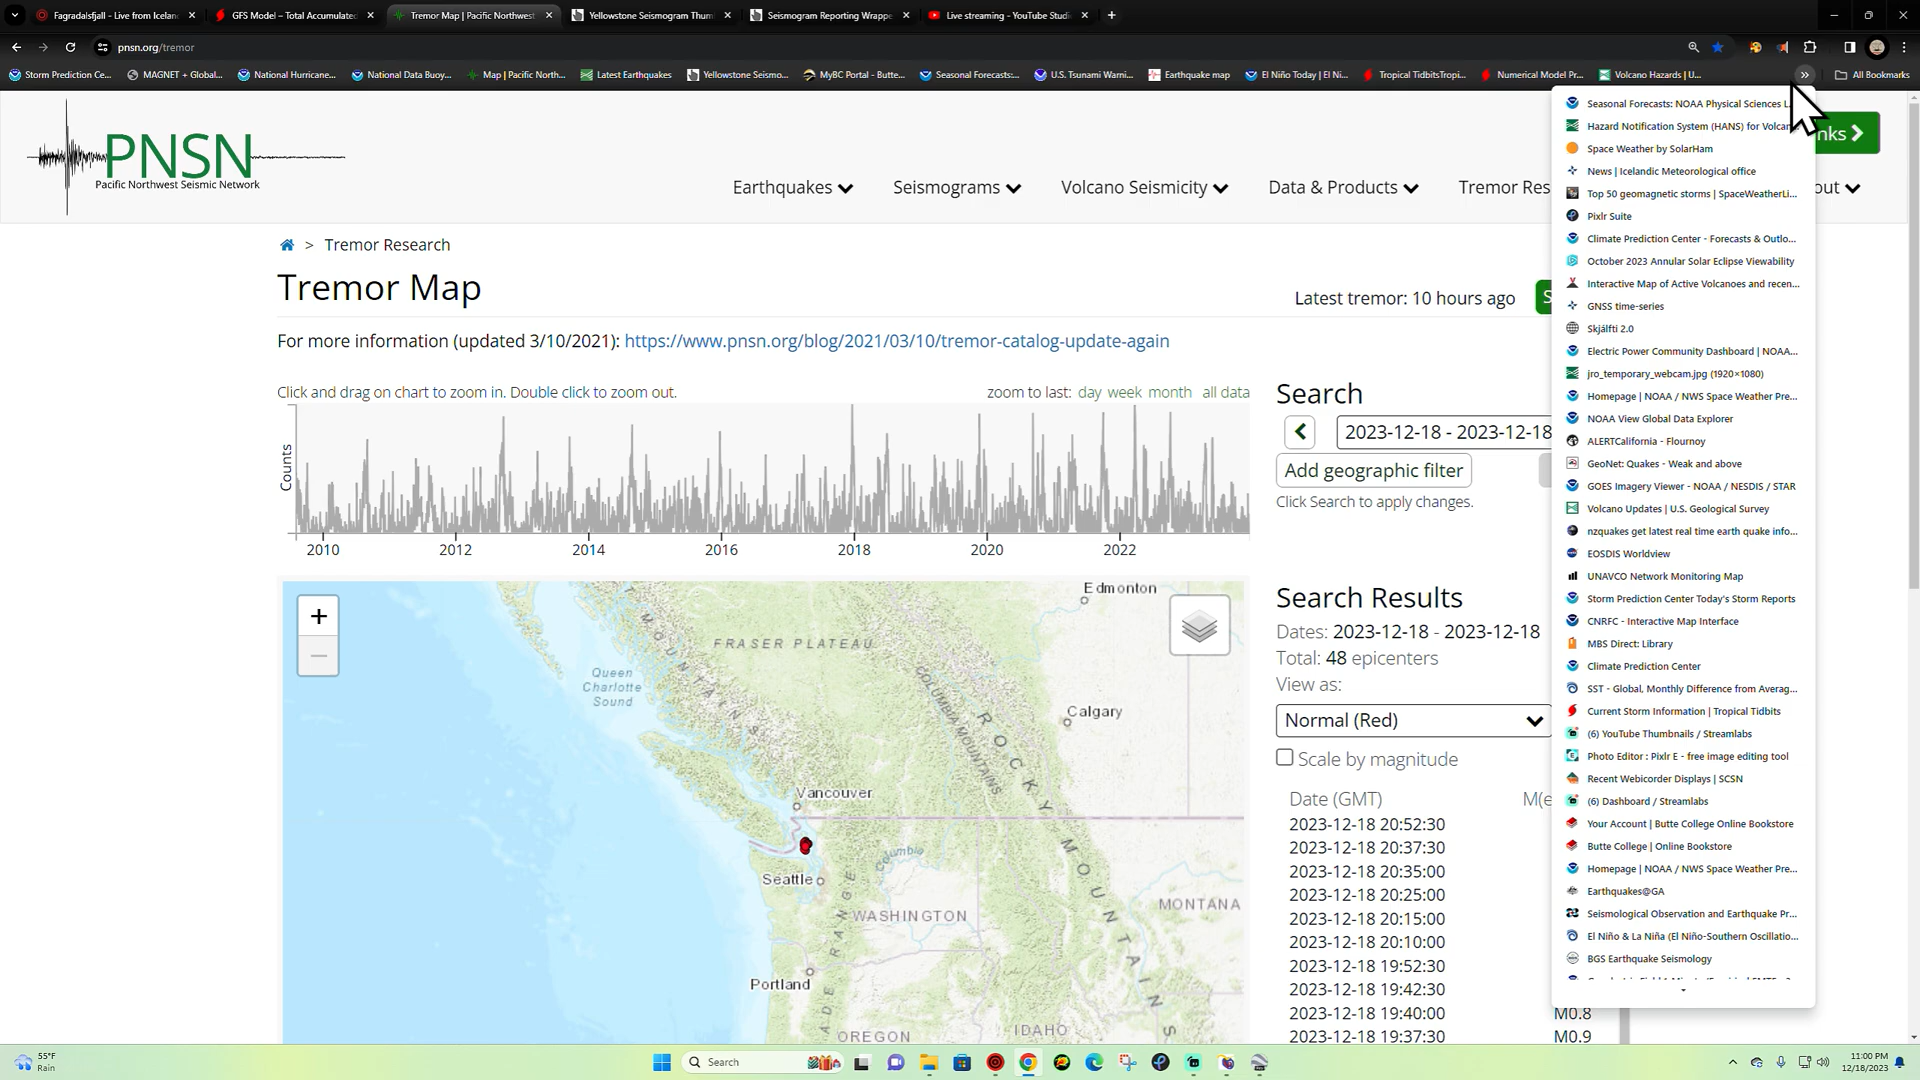 Fagradalsfjall - Live from Icelan
GFS Model – Total Accumulated
Tremor Map | Pacific Northwest
Yellowstone Seismogram Thum
Seismogram Reporting Wrappe
Live streaming - YouTube Studi
pnsn.org/tremor
Storm Prediction Ce...
MAGNET + Global...
National Hurricane...
National Data Buoy...
Map | Pacific North...
Latest Earthquakes
Yellowstone Seismo...
MyBC Portal - Butte...
Seasonal Forecasts:...
U.S. Tsunami Warni...
Earthquake map
El Niño Today | El Ni...
Tropical TidbitsTropi...
Numerical Model Pr...
Volcano Hazards | U...
All Bookmarks
PNSN
Pacific Northwest Seismic Network
nks
Earthquakes
Seismograms
Volcano Seismicity
Data & Products
Tremor Res
out
> Tremor Research
Tremor Map
Latest tremor: 10 hours ago
S
For more information (updated 3/10/2021): https://www.pnsn.org/blog/2021/03/10/tremor-catalog-update-again
Click and drag on chart to zoom in. Double click to zoom out.
zoom to last: day week month all data
Counts
2010
2012
2014
2016
2018
2020
2022
Search
2023-12-18 - 2023-12-18
Add geographic filter
Click Search to apply changes.
+
−
Edmonton
FRASER PLATEAU
MOUNTAINS
Queen
Charlotte
Sound
COLUMBIA MOUNTAINS
ROCKY MOUNTAINS
Calgary
Vancouver
Columbia
Seattle
WASHINGTON
MONTANA
Portland
ADE RANGE
OREGON
IDAHO
Search Results
Dates: 2023-12-18 - 2023-12-18
Total: 48 epicenters
View as:
Normal (Red)
Scale by magnitude
Date (GMT)
M(e
2023-12-18 20:52:30
2023-12-18 20:37:30
2023-12-18 20:35:00
2023-12-18 20:25:00
2023-12-18 20:15:00
2023-12-18 20:10:00
2023-12-18 19:52:30
2023-12-18 19:42:30
2023-12-18 19:40:00 M0.8
2023-12-18 19:37:30 M0.9
Seasonal Forecasts: NOAA Physical Sciences L
Hazard Notification System (HANS) for Volcan
Space Weather by SolarHam
News | Icelandic Meteorological office
Top 50 geomagnetic storms | SpaceWeatherLi...
Pixlr Suite
Climate Prediction Center - Forecasts & Outlo...
October 2023 Annular Solar Eclipse Viewability
Interactive Map of Active Volcanoes and recen...
GNSS time-series
Skjálfti 2.0
Electric Power Community Dashboard | NOAA...
jro_temporary_webcam.jpg (1920×1080)
Homepage | NOAA / NWS Space Weather Pre...
NOAA View Global Data Explorer
ALERTCalifornia - Flournoy
GeoNet: Quakes - Weak and above
GOES Imagery Viewer - NOAA / NESDIS / STAR
Volcano Updates | U.S. Geological Survey
nzquakes get latest real time earth quake info...
EOSDIS Worldview
UNAVCO Network Monitoring Map
Storm Prediction Center Today's Storm Reports
CNRFC - Interactive Map Interface
MBS Direct: Library
Climate Prediction Center
SST - Global, Monthly Difference from Averag...
Current Storm Information | Tropical Tidbits
(6) YouTube Thumbnails / Streamlabs
Photo Editor : Pixlr E - free image editing tool
Recent Webicorder Displays | SCSN
(6) Dashboard / Streamlabs
Your Account | Butte College Online Bookstore
Butte College | Online Bookstore
Homepage | NOAA / NWS Space Weather Pre...
Earthquakes@GA
Seismological Observation and Earthquake Pr...
El Niño & La Niña (El Niño-Southern Oscillatio...
BGS Earthquake Seismology
55°F
Rain
Search
11:00 PM
12/18/2023